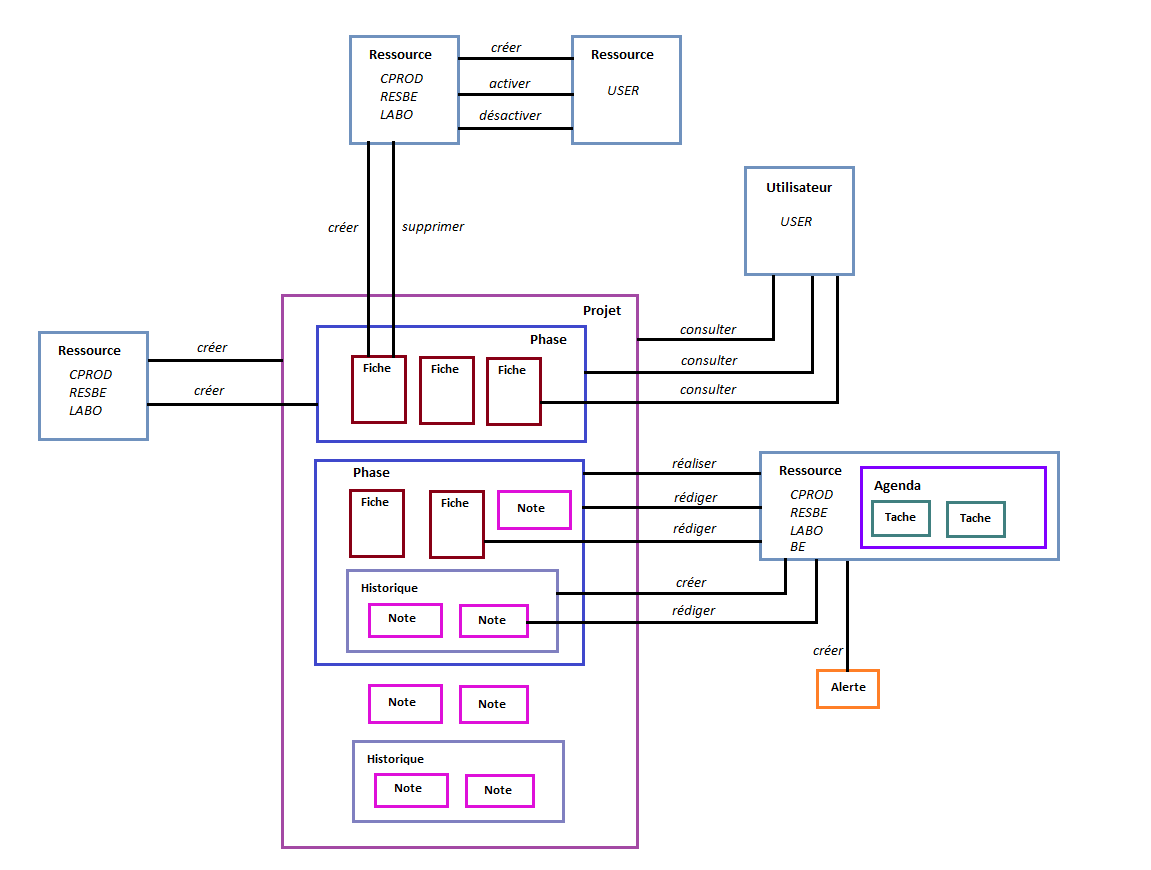 Ressource
CPROD
RESBE
LABO
créer
activer
désactiver
Ressource
USER
créer
supprimer
Utilisateur
USER
Ressource
CPROD
RESBE
LABO
créer
créer
Projet
Phase
Fiche
Fiche
Fiche
consulter
consulter
consulter
Phase
Fiche
Fiche
Note
Historique
Note
Note
réaliser
rédiger
rédiger
créer
rédiger
Ressource
CPROD
RESBE
LABO
BE
Agenda
Tache
Tache
créer
Alerte
Note
Note
Historique
Note
Note